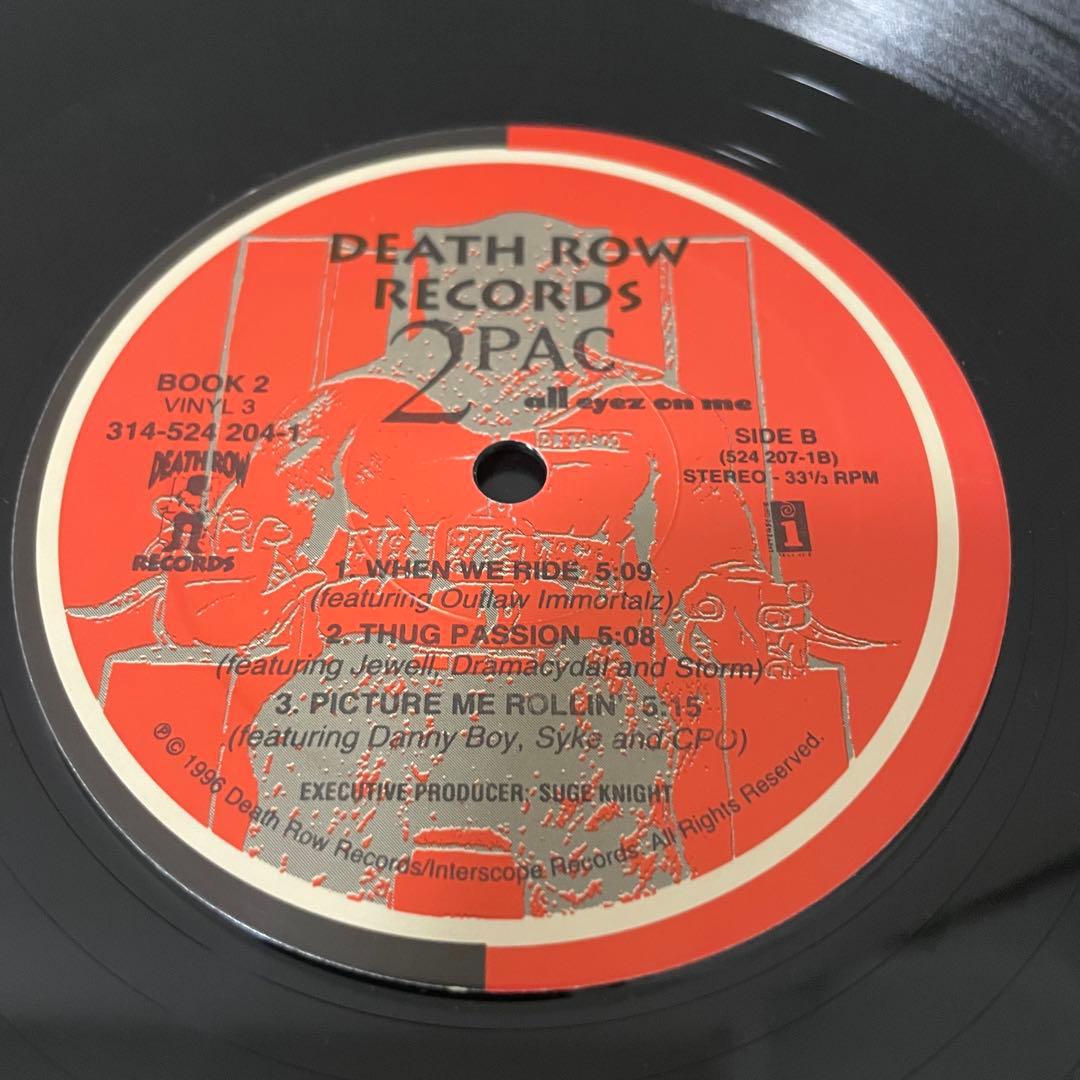 DEATH ROW
RECORDS
2PAC
all eyez on me
BOOK 2
VINYL 3
314-524 204-1
DEATH ROW
RECORDS
SIDE B
(524 207-1B)
STEREO - 33⅓ RPM
i
1. WHEN WE RIDE 5:09
(featuring Outlaw Immortalz)
2. THUG PASSION 5:08
(featuring Jewell, Dramacydal and Storm)
3. PICTURE ME ROLLIN' 5:15
(featuring Danny Boy, Syke and CPO)
EXECUTIVE PRODUCER: SUGE KNIGHT
℗© 1996 Death Row Records/Interscope Records. All Rights Reserved.